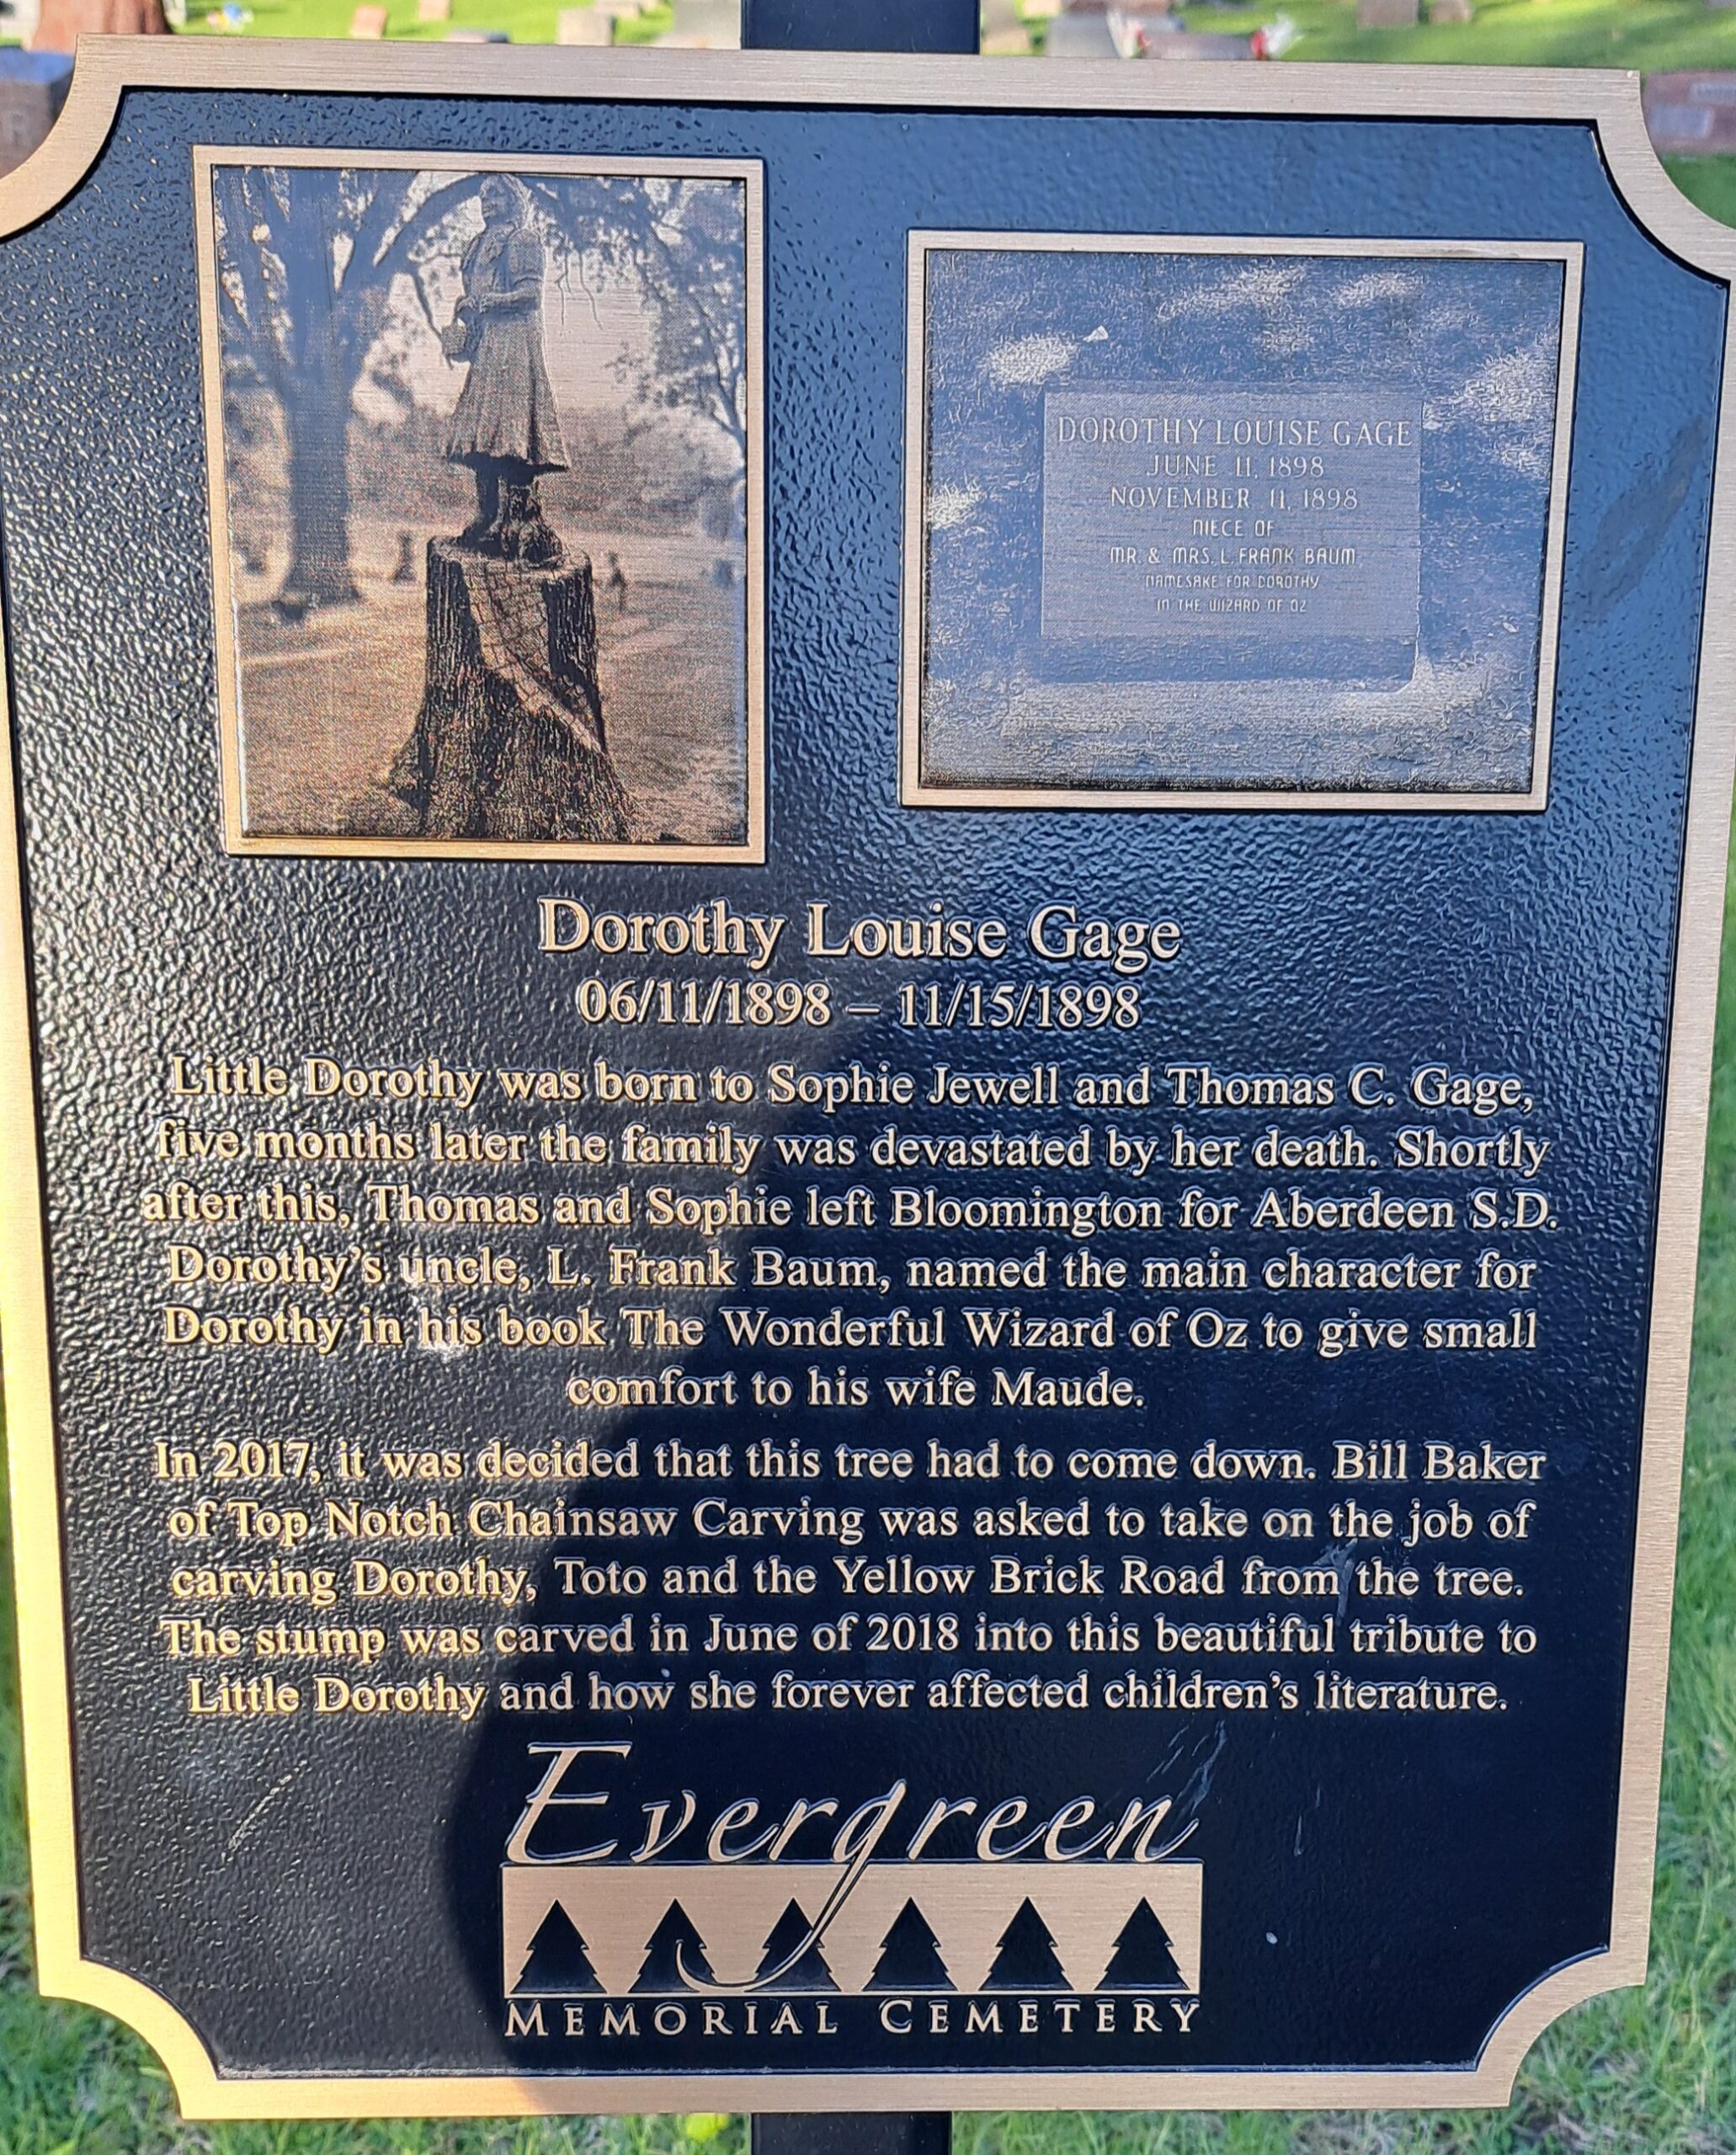 DOROTHY LOUISE GAGE
JUNE 11, 1898
NOVEMBER 11, 1898
NIECE OF
MR. & MRS. L. FRANK BAUM
NAMESAKE FOR DOROTHY
IN THE WIZARD OF OZ
Dorothy Louise Gage
06/11/1898 – 11/15/1898
Little Dorothy was born to Sophie Jewell and Thomas C. Gage,
five months later the family was devastated by her death. Shortly
after this, Thomas and Sophie left Bloomington for Aberdeen S.D.
Dorothy's uncle, L. Frank Baum, named the main character for
Dorothy in his book The Wonderful Wizard of Oz to give small
comfort to his wife Maude.
In 2017, it was decided that this tree had to come down. Bill Baker
of Top Notch Chainsaw Carving was asked to take on the job of
carving Dorothy, Toto and the Yellow Brick Road from the tree.
The stump was carved in June of 2018 into this beautiful tribute to
Little Dorothy and how she forever affected children's literature.
Evergreen
MEMORIAL CEMETERY